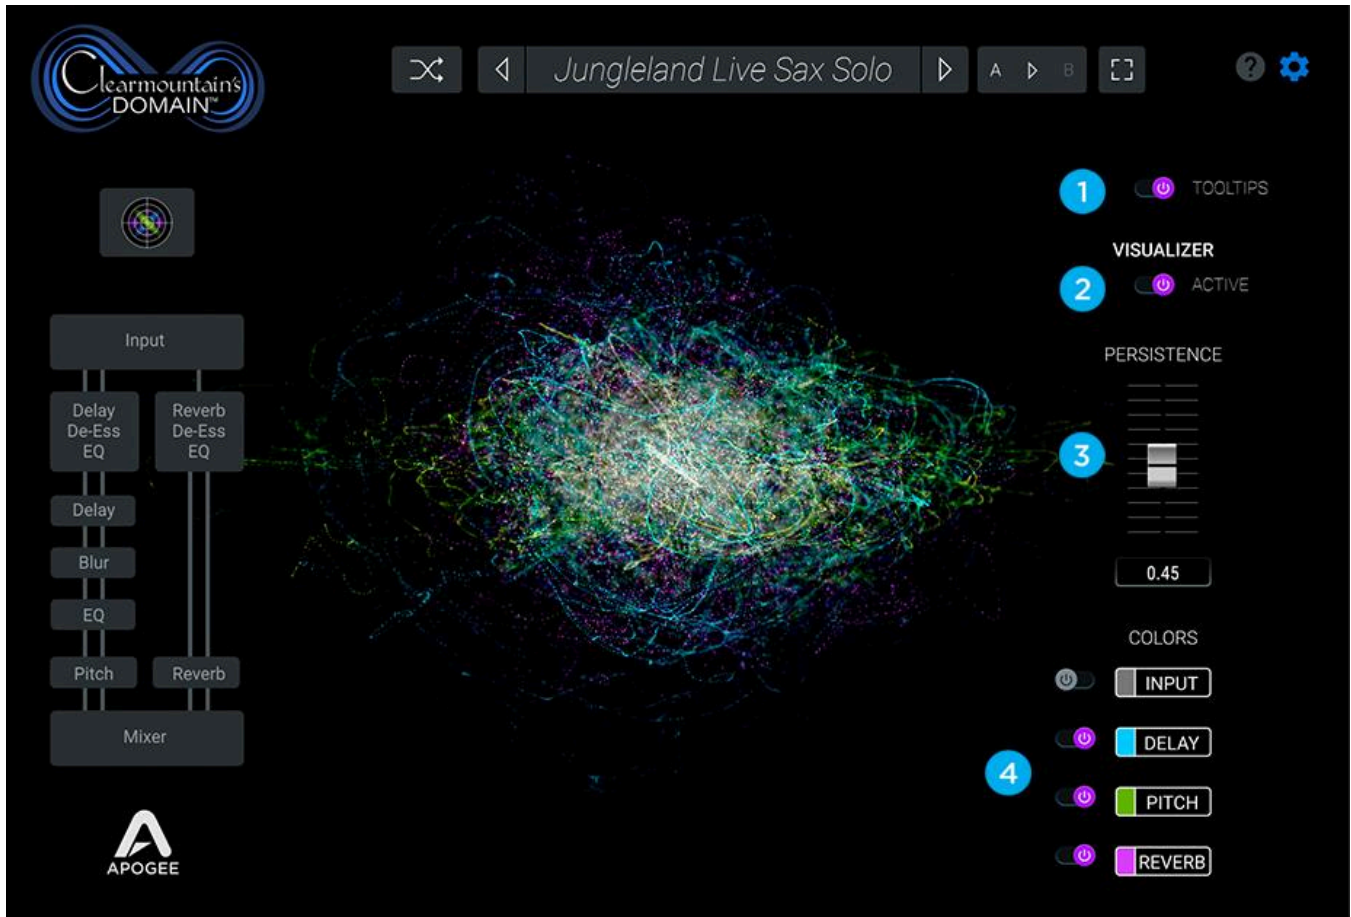 Clearmountain's
DOMAIN™
Jungleland Live Sax Solo
A
B
?
1
TOOLTIPS
VISUALIZER
2
ACTIVE
PERSISTENCE
3
0.45
COLORS
INPUT
DELAY
4
PITCH
REVERB
Input
Delay
De-Ess
EQ
Reverb
De-Ess
EQ
Delay
Blur
EQ
Pitch
Reverb
Mixer
APOGEE